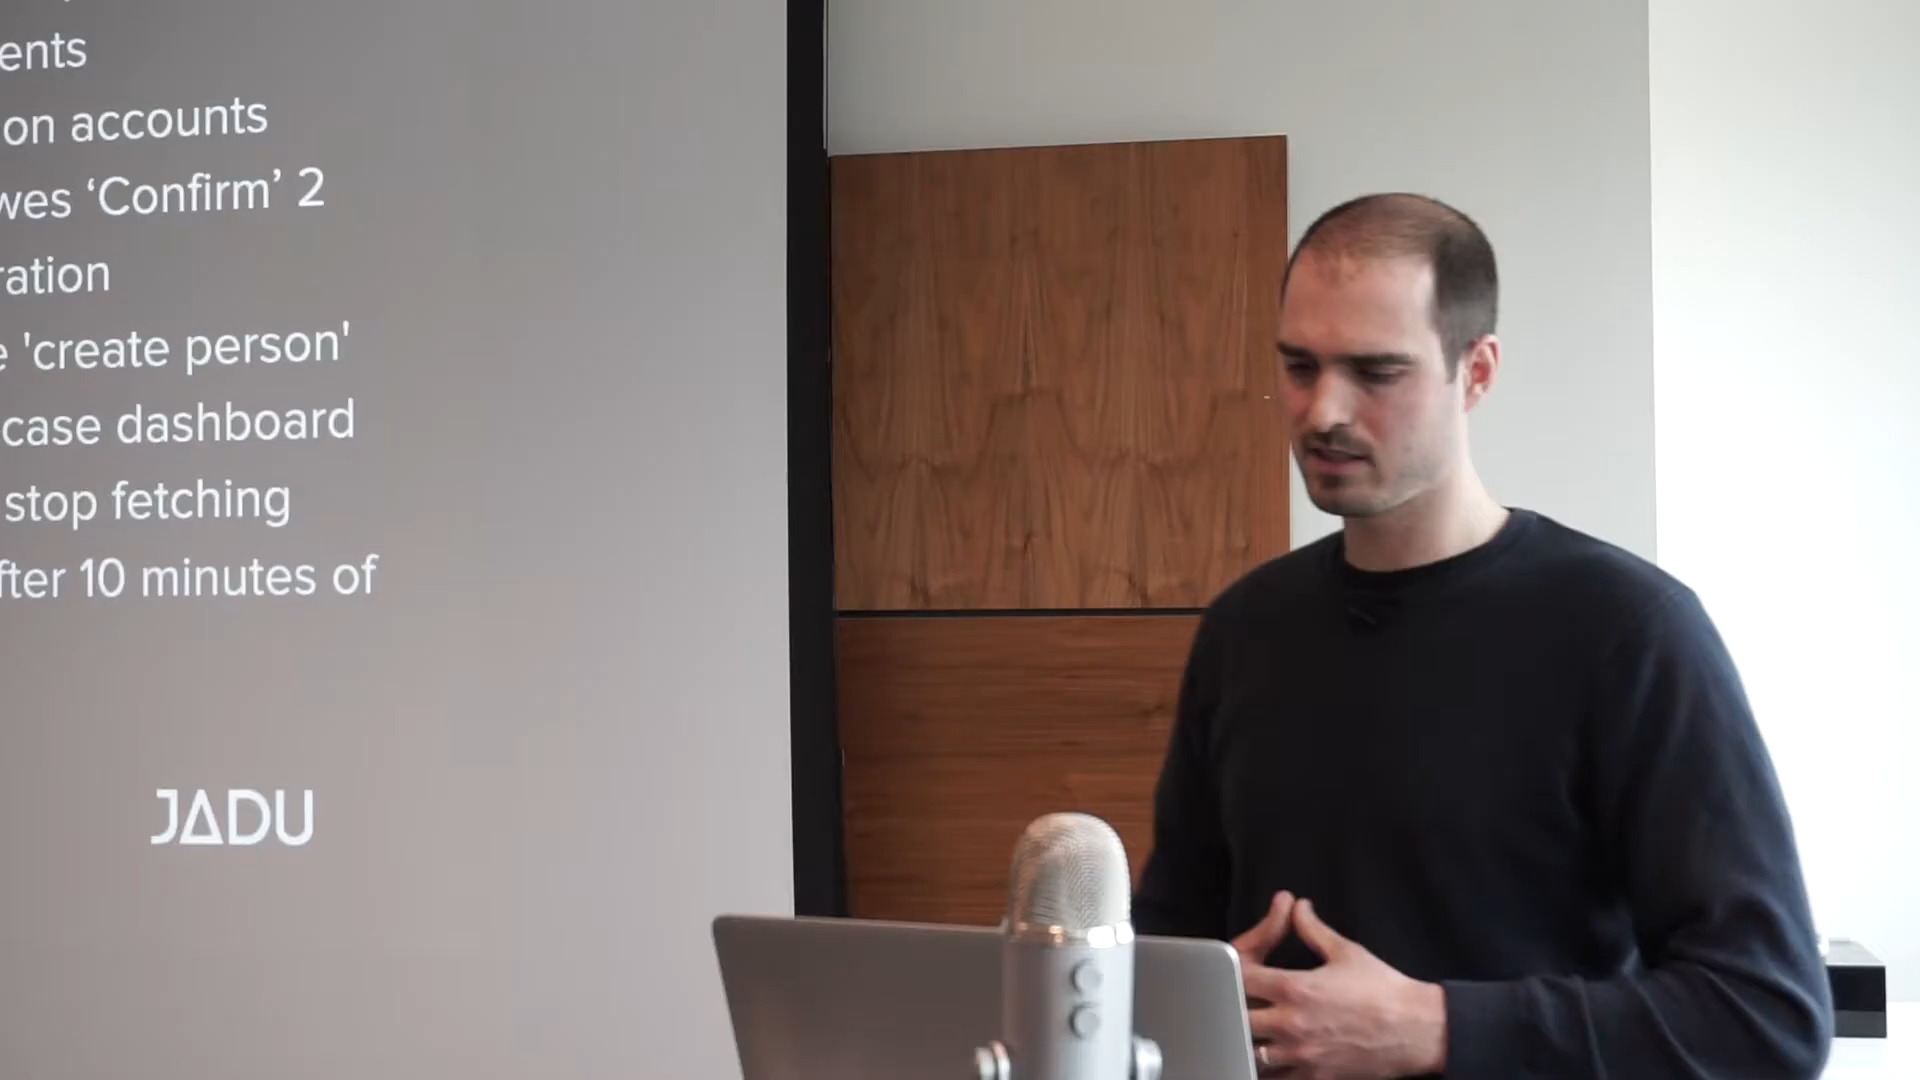 ents
on accounts
wes ‘Confirm’ 2
ration
e 'create person'
case dashboard
stop fetching
fter 10 minutes of
JADU